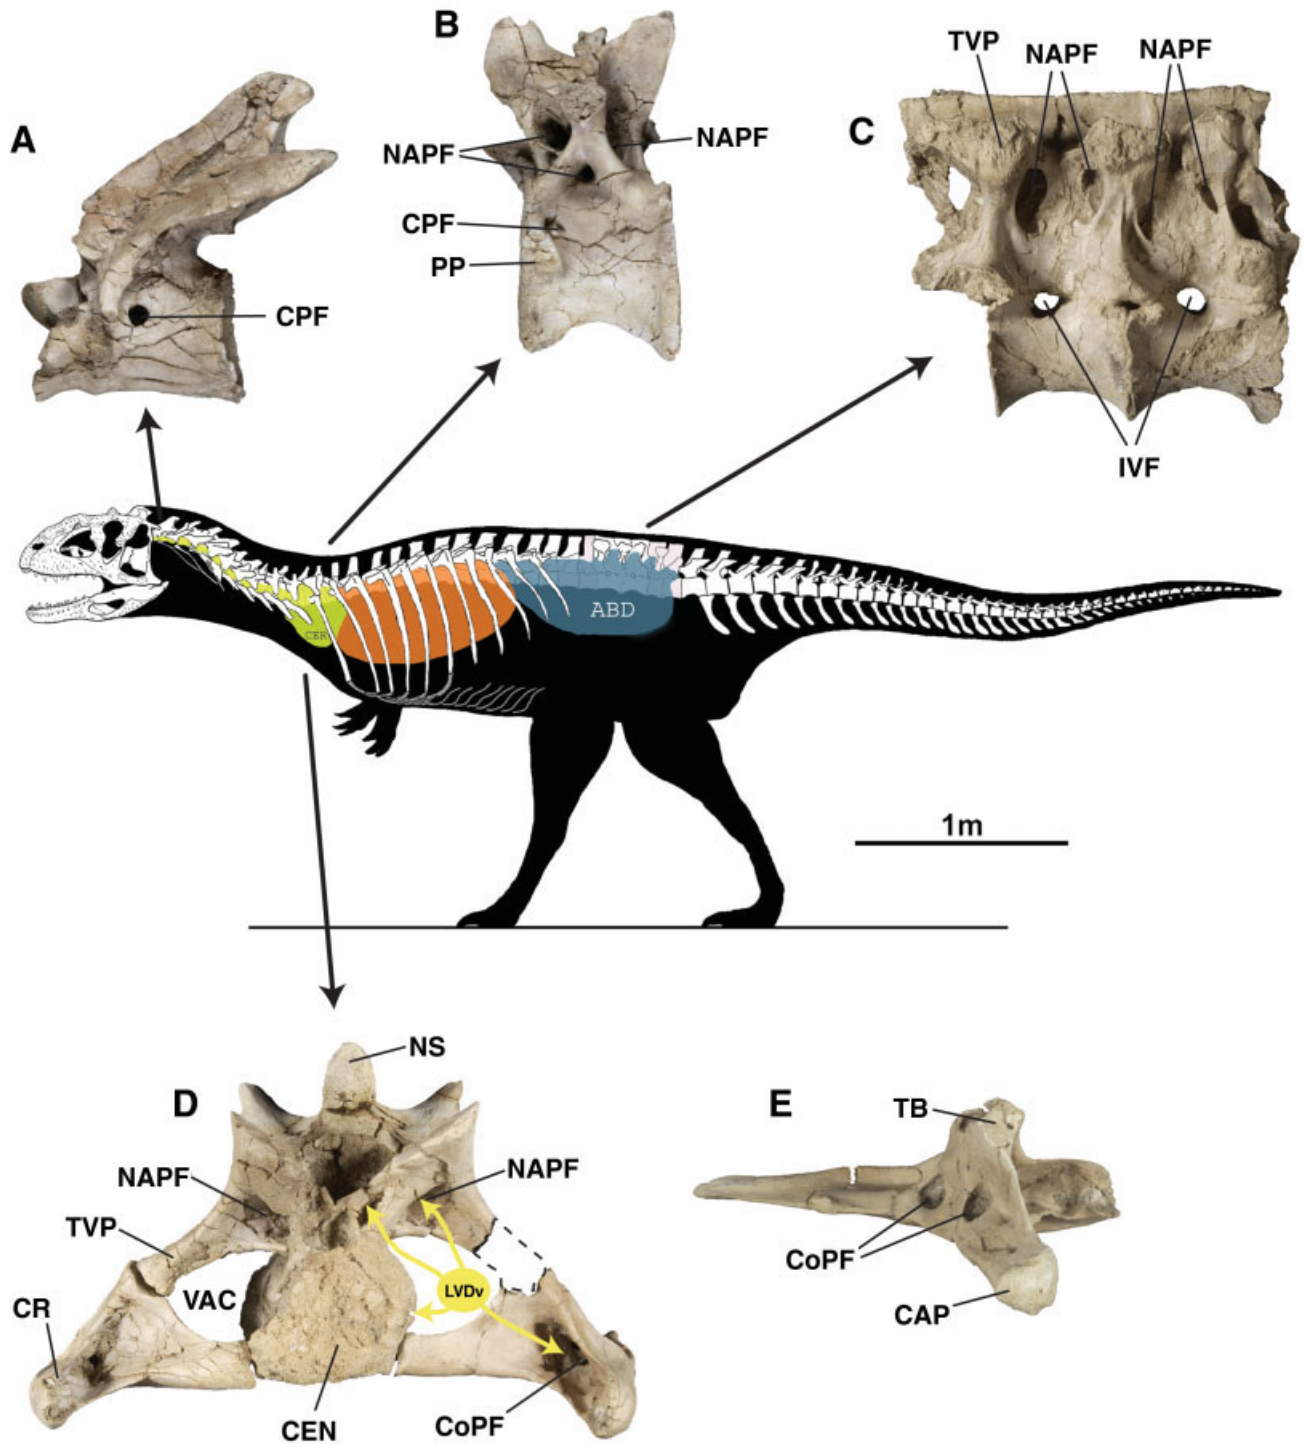 B
TVP
NAPF
NAPF
A
C
NAPF
NAPF
CPF
PP
CPF
IVF
CER
ABD
1m
NS
D
E
TB
NAPF
NAPF
TVP
CoPF
LVDv
VAC
CR
CAP
CEN
CoPF